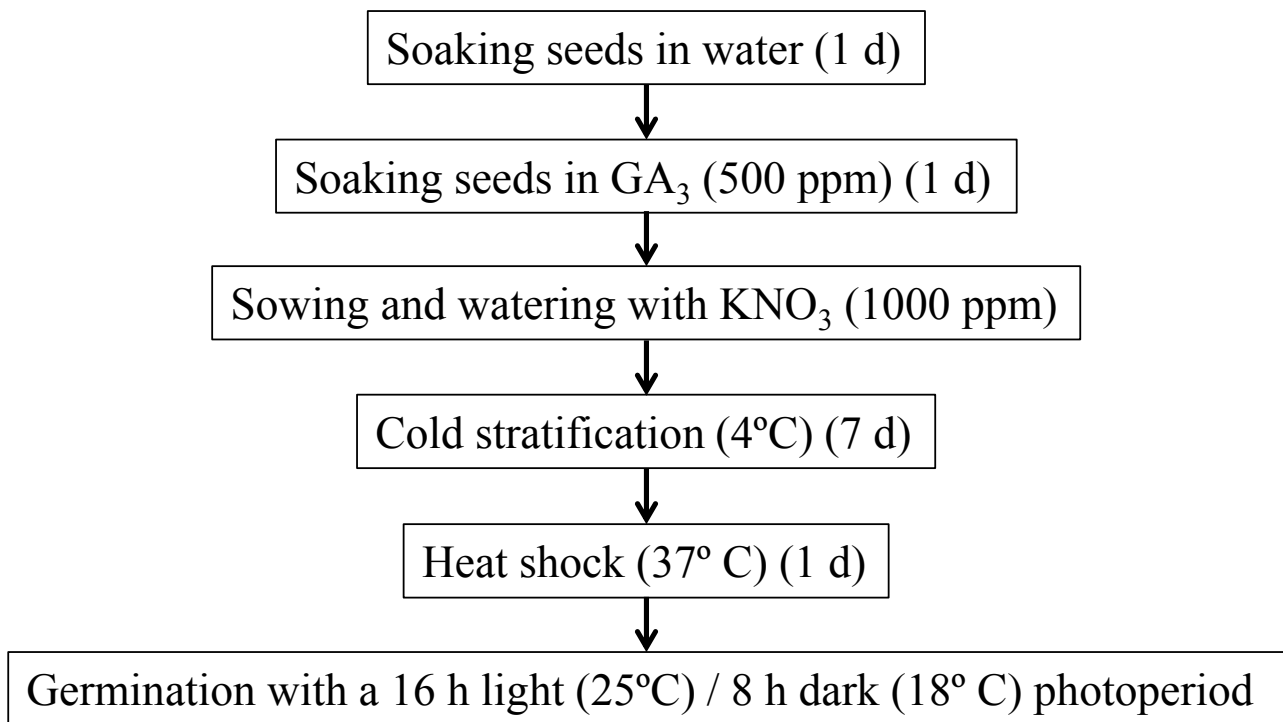 Soaking seeds in water (1 d)
Soaking seeds in GA₃ (500 ppm) (1 d)
Sowing and watering with KNO₃ (1000 ppm)
Cold stratification (4ºC) (7 d)
Heat shock (37º C) (1 d)
Germination with a 16 h light (25ºC) / 8 h dark (18º C) photoperiod